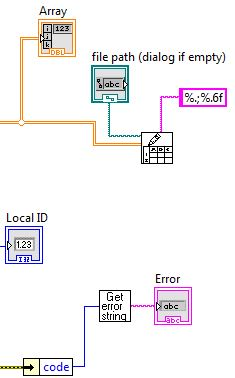 Array
123
DBL
file path (dialog if empty)
abc
%.;%.6f
Local ID
1.23
I32
Error
Get
error
string
abc
abc
code